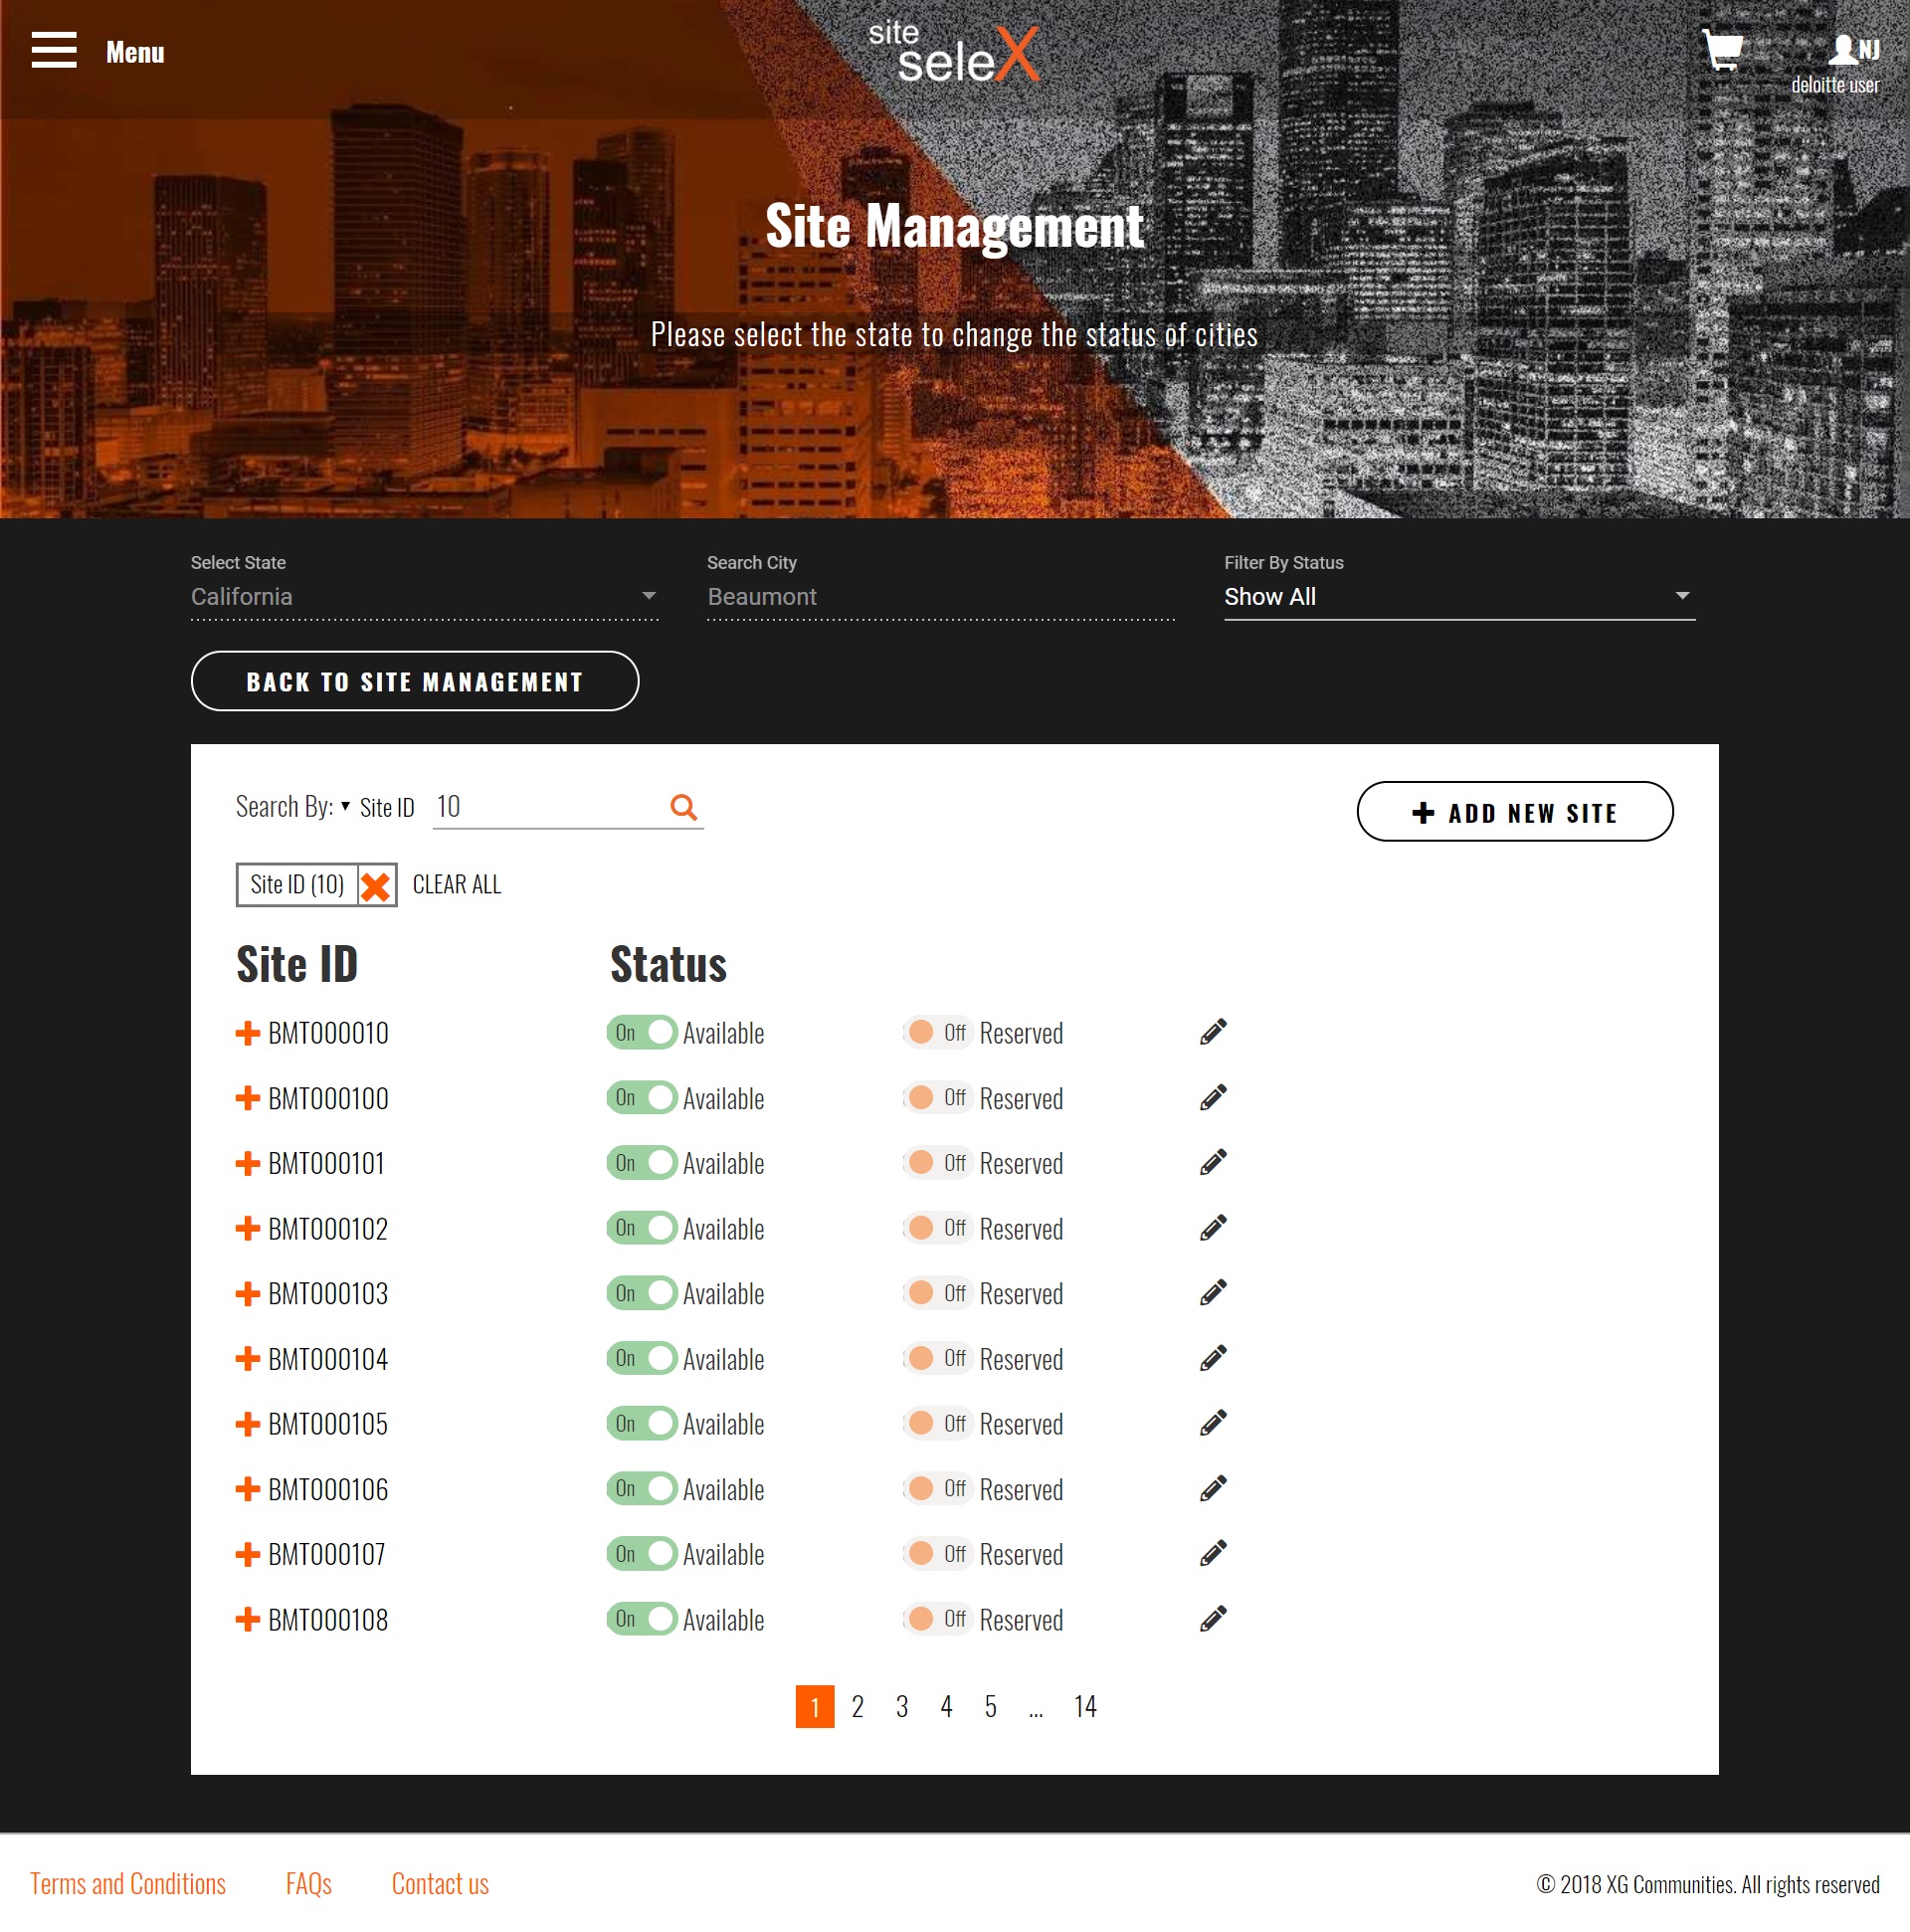 Menu
site
seleX
NJ
deloitte user
Site Management
Please select the state to change the status of cities
Select State
California
Search City
Beaumont
Filter By Status
Show All
BACK TO SITE MANAGEMENT
Search By: Site ID 10
ADD NEW SITE
Site ID (10) CLEAR ALL
Site ID Status
BMT000010 On Available Off Reserved
BMT000100 On Available Off Reserved
BMT000101 On Available Off Reserved
BMT000102 On Available Off Reserved
BMT000103 On Available Off Reserved
BMT000104 On Available Off Reserved
BMT000105 On Available Off Reserved
BMT000106 On Available Off Reserved
BMT000107 On Available Off Reserved
BMT000108 On Available Off Reserved
1 2 3 4 5 ... 14
Terms and Conditions FAQs Contact us
© 2018 XG Communities. All rights reserved